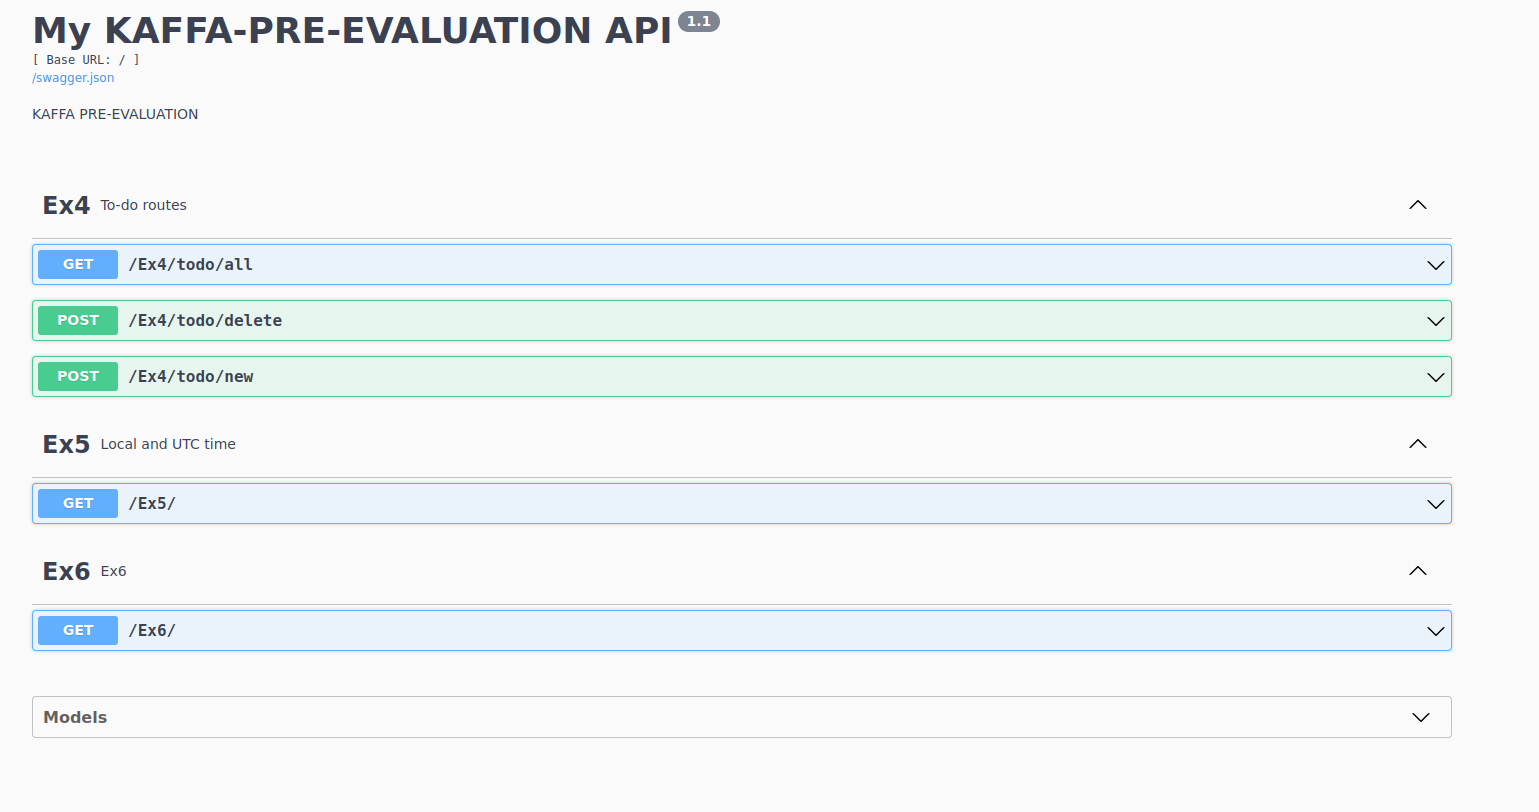 My KAFFA-PRE-EVALUATION API 1.1
[ Base URL: / ]
/swagger.json
KAFFA PRE-EVALUATION
Ex4 To-do routes
GET /Ex4/todo/all
POST /Ex4/todo/delete
POST /Ex4/todo/new
Ex5 Local and UTC time
GET /Ex5/
Ex6 Ex6
GET /Ex6/
Models